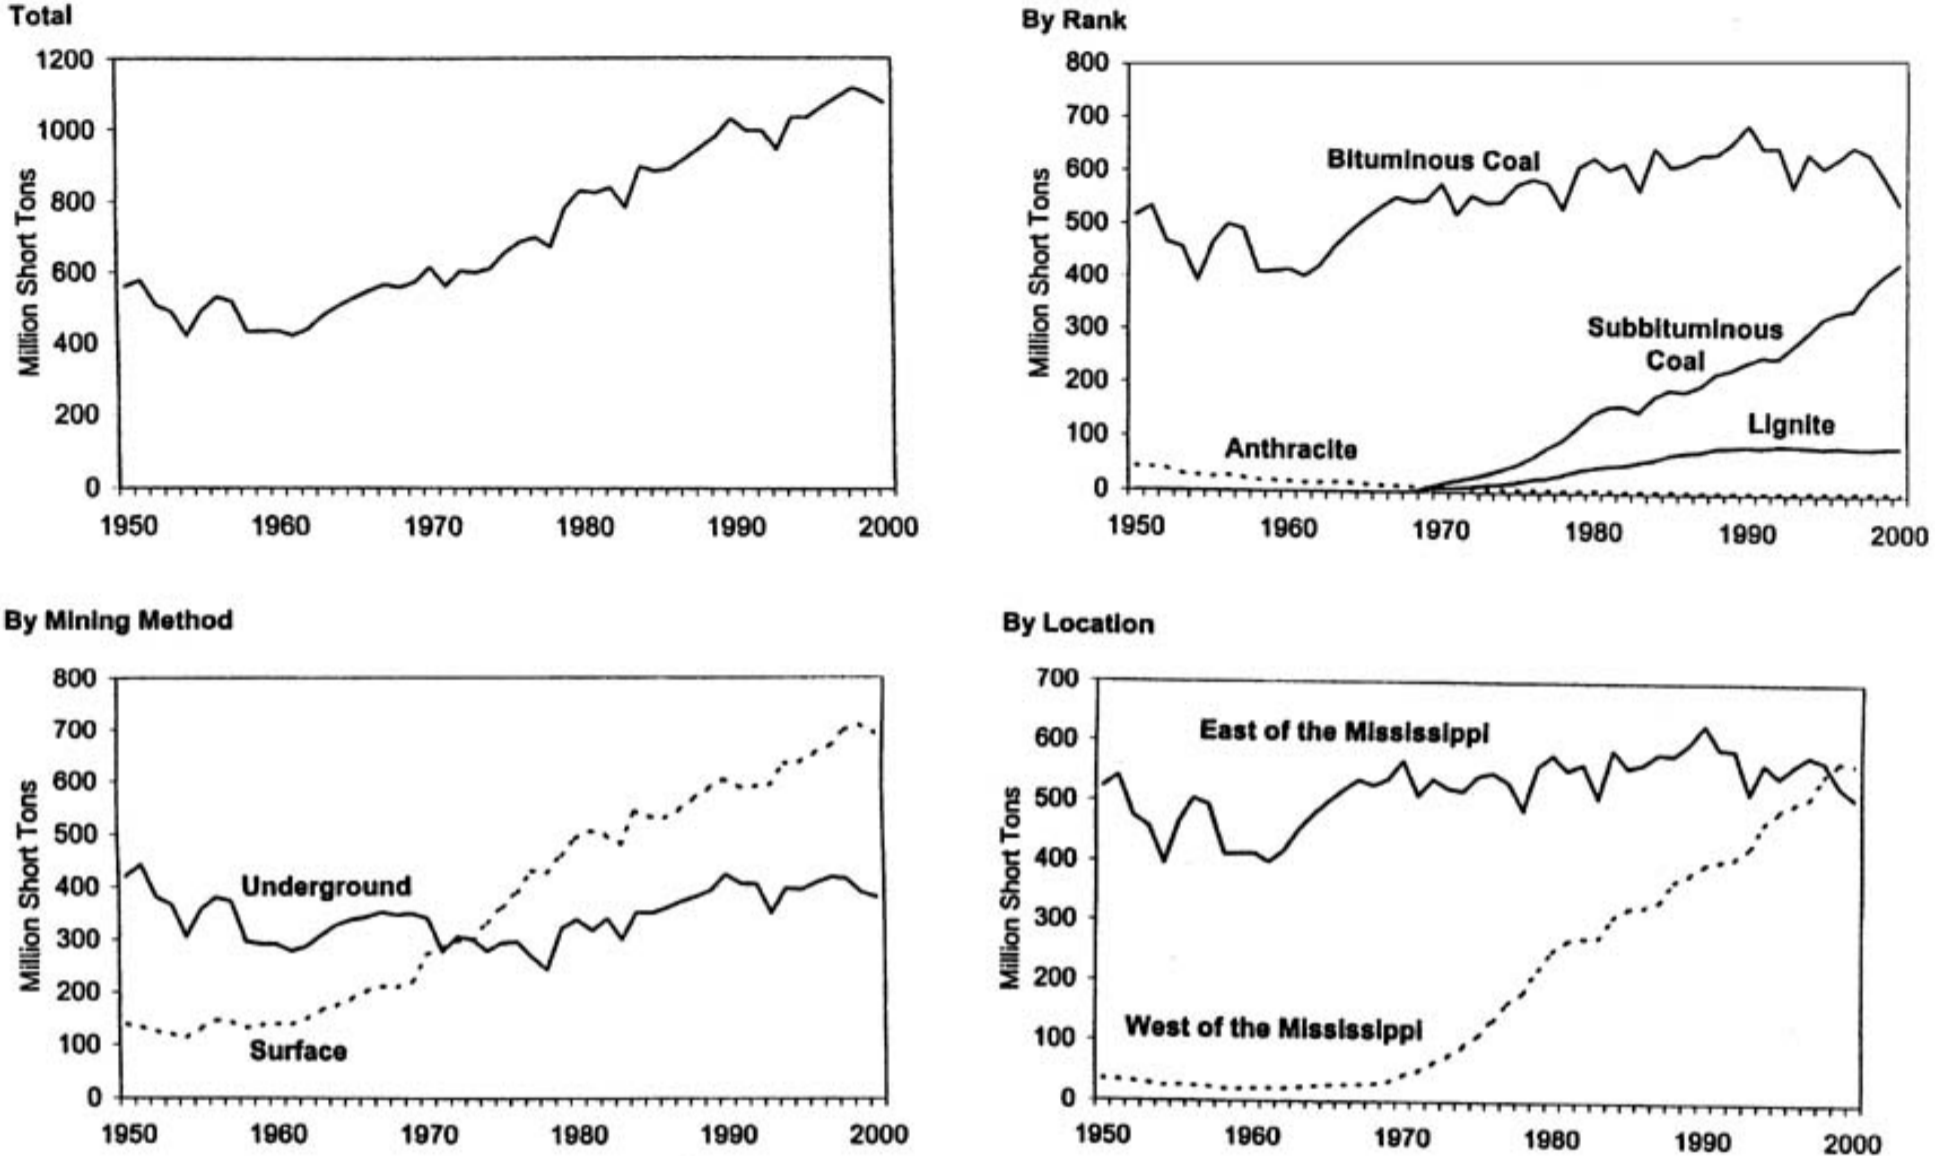 Total
1200
1000
800
600
400
200
0
Million Short Tons
1950 1960 1970 1980 1990 2000
By Rank
800
700
600
500
400
300
200
100
0
Million Short Tons
Bituminous Coal
Subbituminous
Coal
Lignite
Anthracite
1950 1960 1970 1980 1990 2000
By Mining Method
800
700
600
500
400
300
200
100
0
Million Short Tons
Underground
Surface
1950 1960 1970 1980 1990 2000
By Location
700
600
500
400
300
200
100
0
Million Short Tons
East of the Mississippi
West of the Mississippi
1950 1960 1970 1980 1990 2000